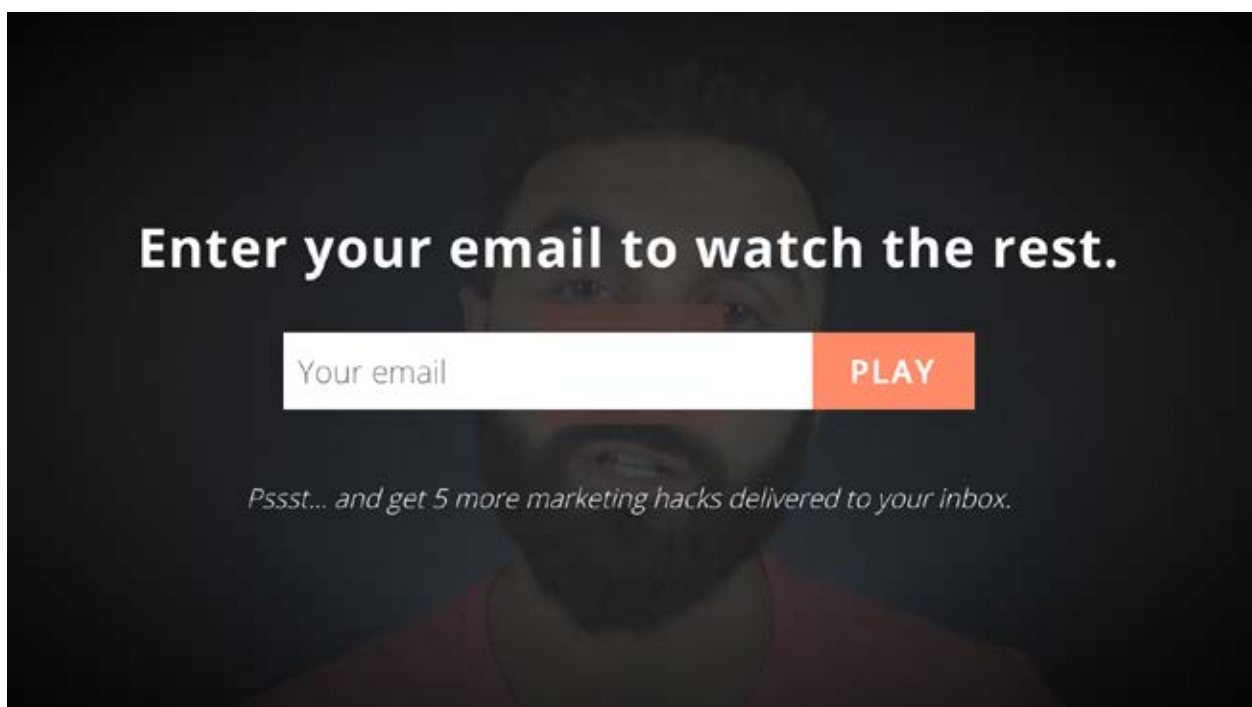 Enter your email to watch the rest.
Your email PLAY
Pssst... and get 5 more marketing hacks delivered to your inbox.